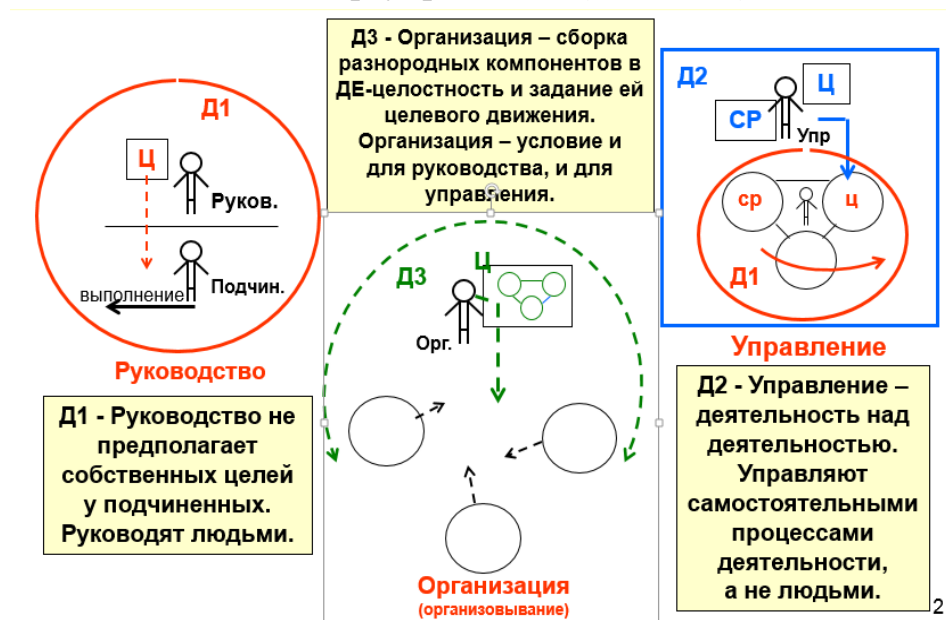 Д3 - Организация – сборка
разнородных компонентов в
ДЕ-целостность и задание ей
целевого движения.
Организация – условие и
для руководства, и для
управления.
Д1
Ц
Руков.
Подчин.
выполнение
Руководство
Д1 - Руководство не
предполагает
собственных целей
у подчиненных.
Руководят людьми.
Д3
Ц
Орг.
Организация
(организовывание)
Д2
Ц
СР
Упр
ср
ц
Д1
Управление
Д2 - Управление –
деятельность над
деятельностью.
Управляют
самостоятельными
процессами
деятельности,
а не людьми.
2